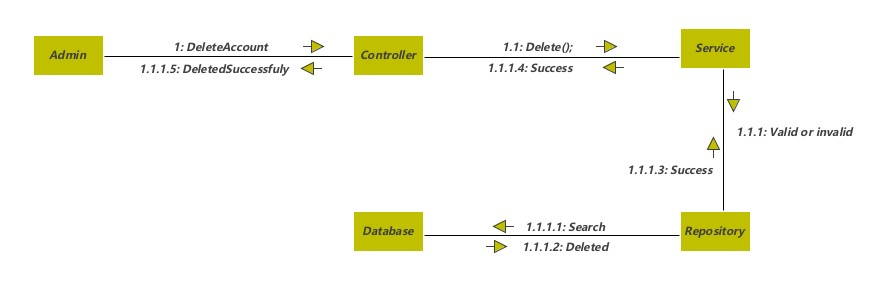 Admin
1: DeleteAccount
1.1.1.5: DeletedSuccessfuly
Controller
1.1: Delete();
1.1.1.4: Success
Service
1.1.1: Valid or invalid
1.1.1.3: Success
Database
1.1.1.1: Search
1.1.1.2: Deleted
Repository